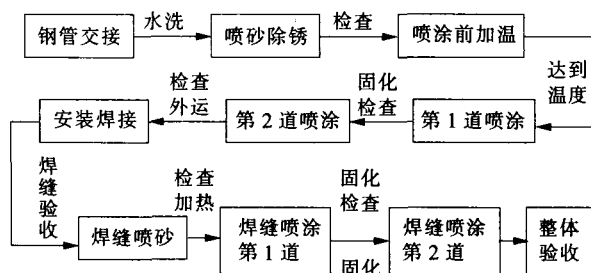 钢管交接
水洗
喷砂除锈
检查
喷涂前加温
达到
温度
第1道喷涂
固化
检查
第2道喷涂
检查
外运
安装焊接
焊缝验收
焊缝喷砂
检查
加热
焊缝喷涂
第1道
固化
检查
固化
焊缝喷涂
第2道
整体
验收